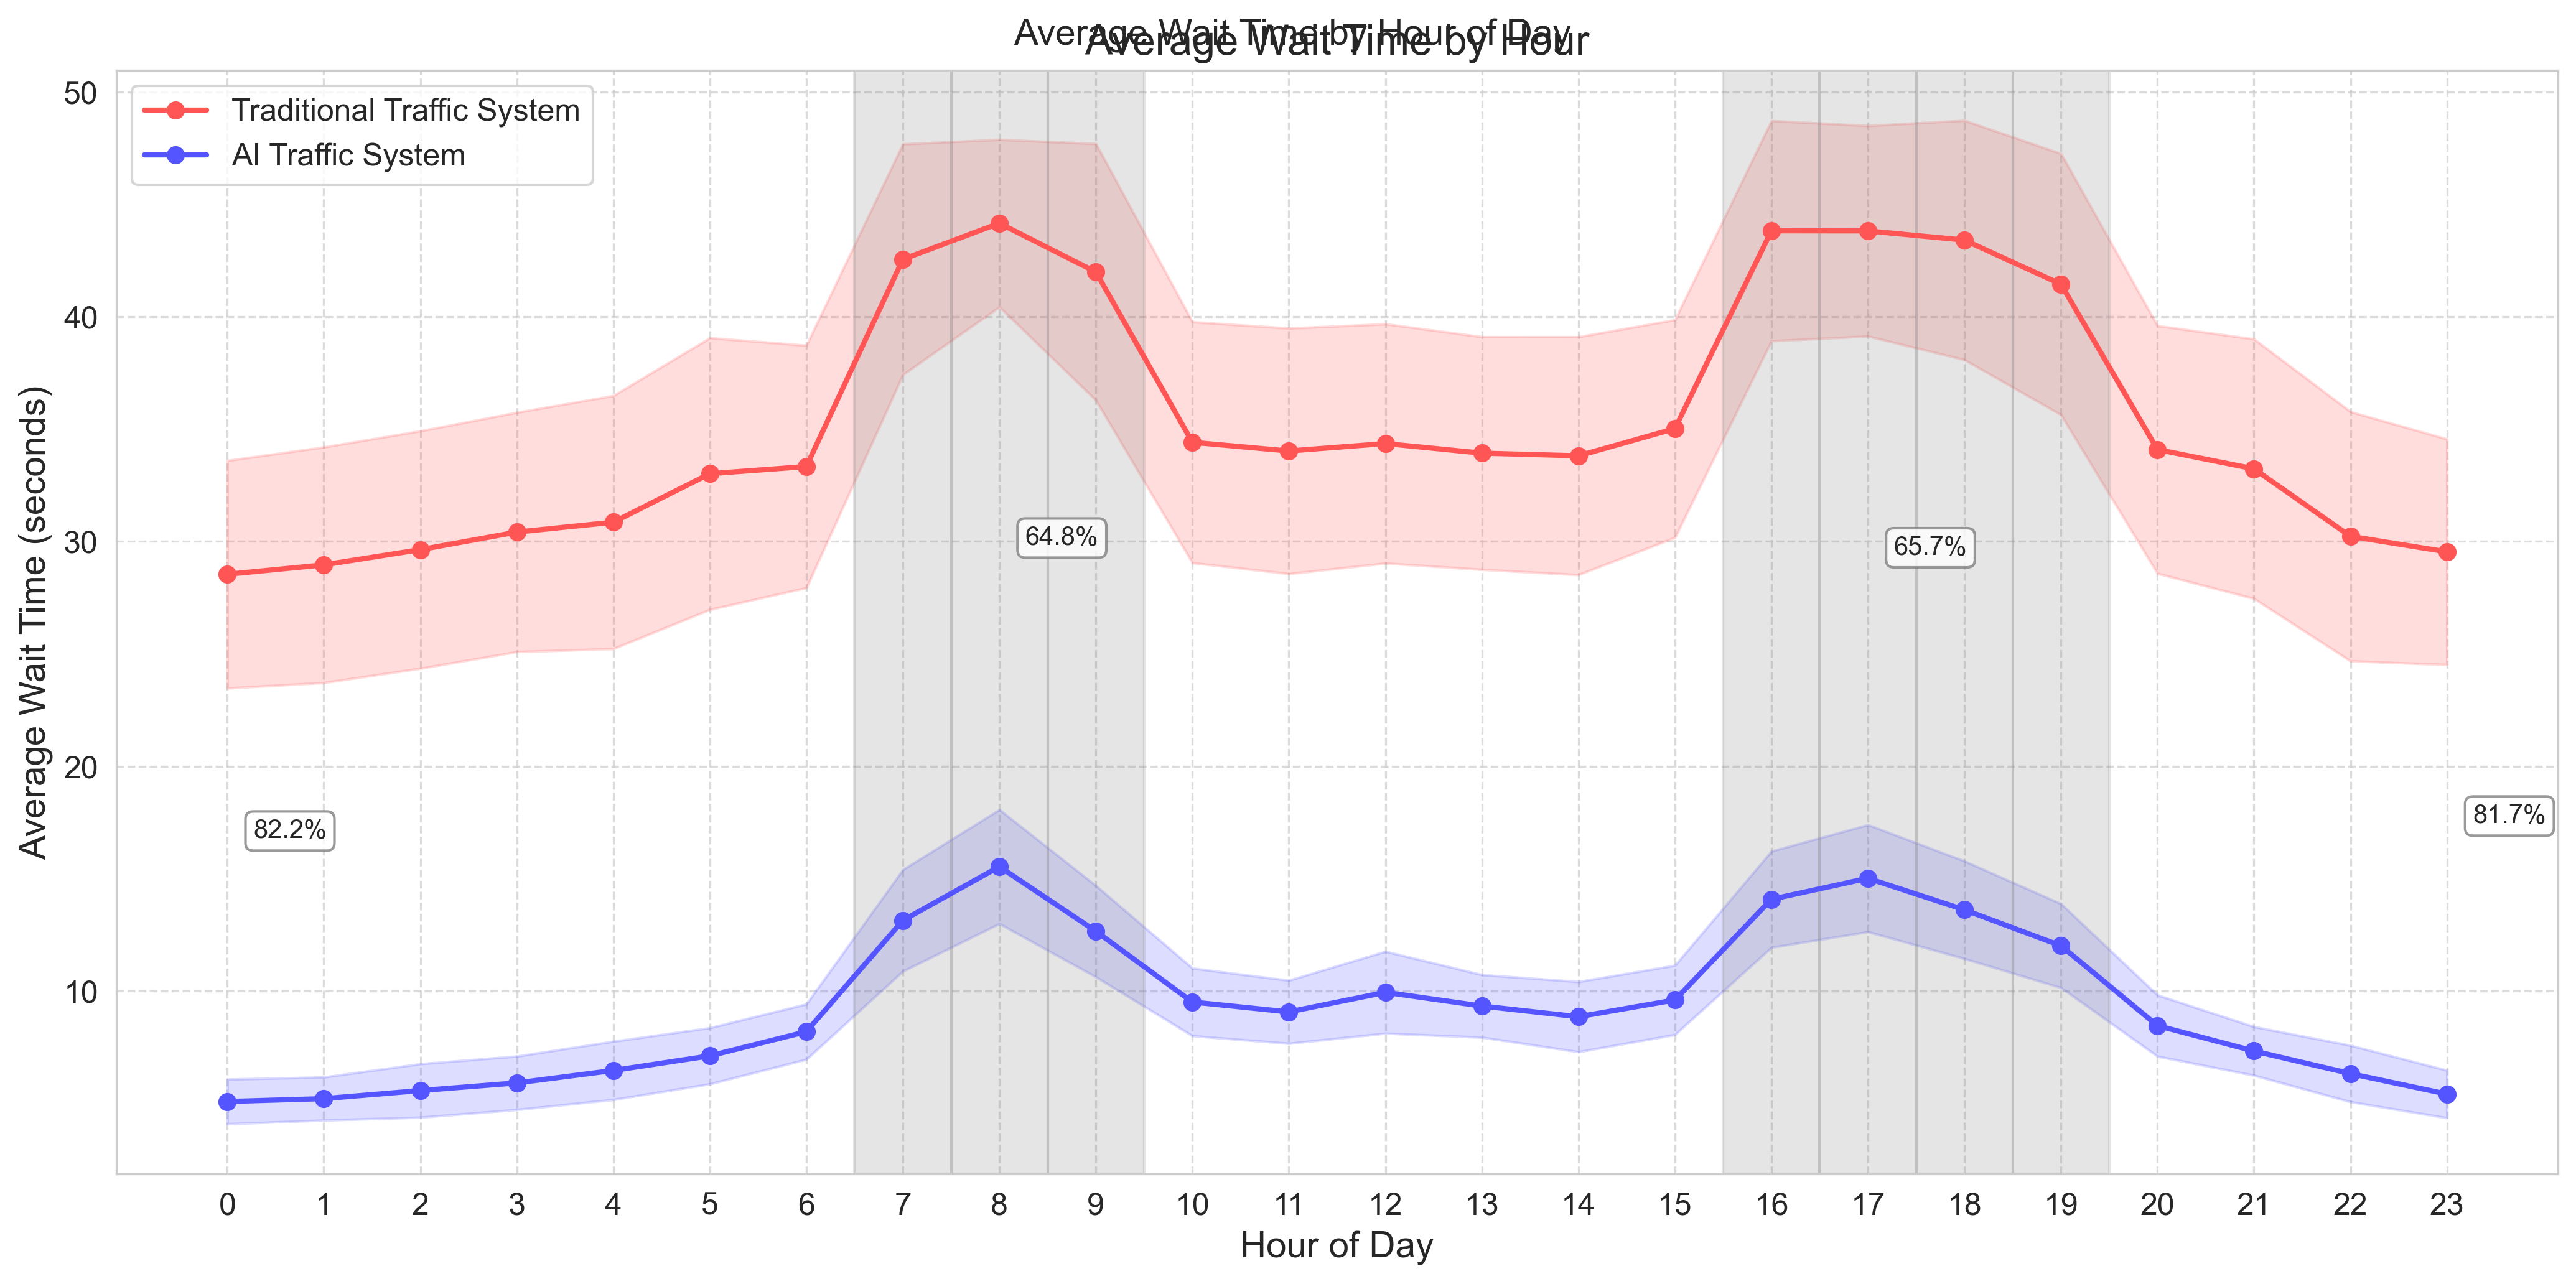 Average Wait Time by Hour of Day
Average Wait Time by Hour
Traditional Traffic System
AI Traffic System
Average Wait Time (seconds)
50
40
30
20
10
64.8%
65.7%
82.2%
81.7%
0 1 2 3 4 5 6 7 8 9 10 11 12 13 14 15 16 17 18 19 20 21 22 23
Hour of Day